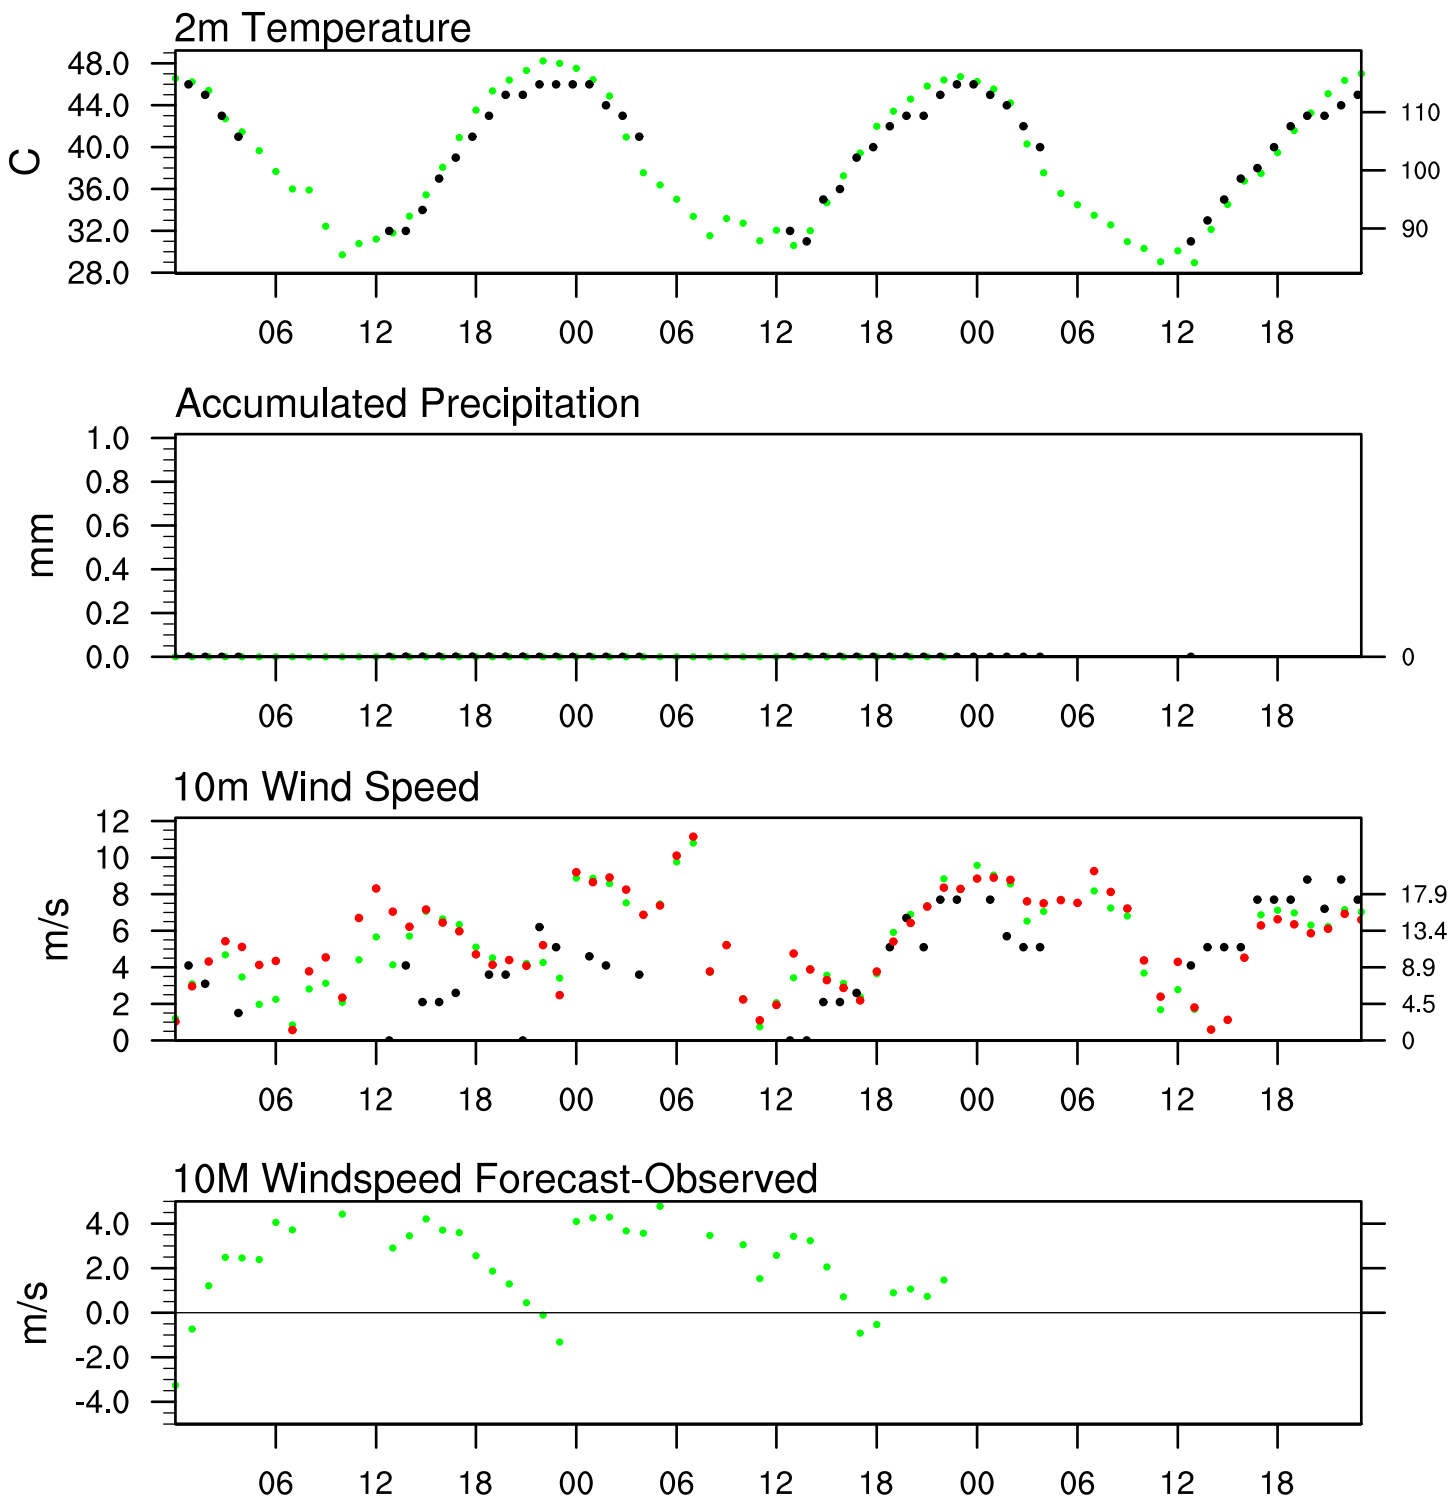 2m Temperature
48.0
44.0
40.0
36.0
32.0
28.0
C
110
100
90
06 12 18 00 06 12 18 00 06 12 18
Accumulated Precipitation
1.0
0.8
0.6
0.4
0.2
0.0
mm
0
06 12 18 00 06 12 18 00 06 12 18
10m Wind Speed
12
10
8
6
4
2
0
m/s
17.9
13.4
8.9
4.5
0
06 12 18 00 06 12 18 00 06 12 18
10M Windspeed Forecast-Observed
4.0
2.0
0.0
-2.0
-4.0
m/s
06 12 18 00 06 12 18 00 06 12 18